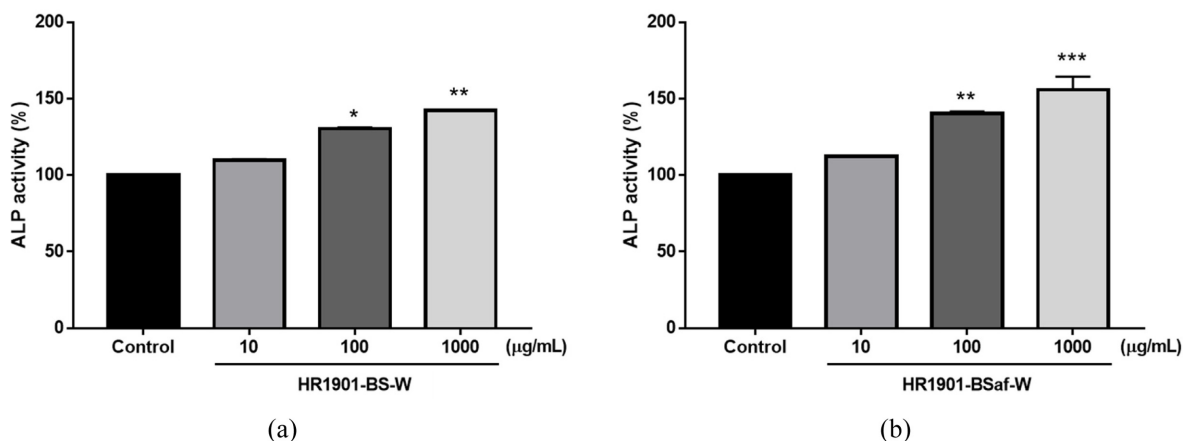 200
150
100
50
0
ALP activity (%)
*
**
Control 10 100 1000 (μg/mL)
HR1901-BS-W
(a)
200
150
100
50
0
ALP activity (%)
**
***
Control 10 100 1000 (μg/mL)
HR1901-BSaf-W
(b)